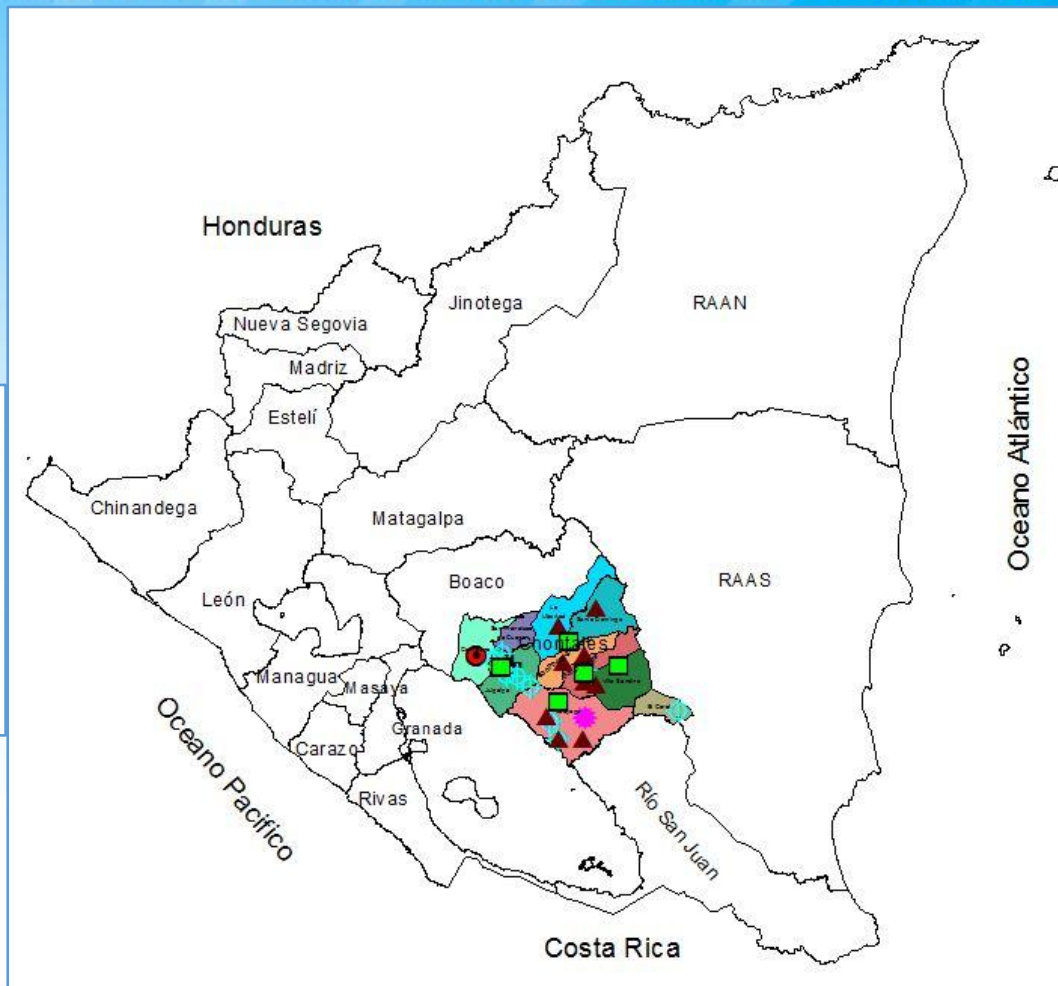 Honduras
Jinotega
RAAN
Nueva Segovia
Madriz
Estelí
Oceano Atlántico
Chinandega
Matagalpa
Boaco
RAAS
León
Chontales
Managua
Masaya
Granada
Carazo
Rivas
Oceano Pacífico
Río San Juan
Costa Rica